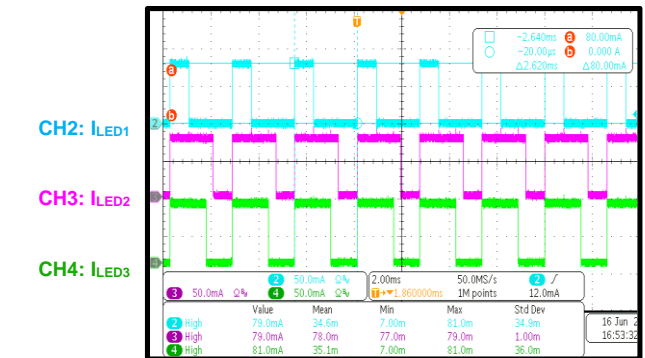 T
-2.640ms a 80.00mA
-20.00µs b 0.000 A
Δ2.620ms Δ80.00mA
a
b
CH2: ILED1
2
CH3: ILED2
3
CH4: ILED3
4
2 50.0mA Ω 2.00ms 50.0MS/s 2
3 50.0mA Ω 4 50.0mA Ω T→▼1.860000ms 1M points 12.0mA
Value Mean Min Max Std Dev
2 High 79.0mA 34.6m 7.00m 81.0m 34.9m 16 Jun 2
3 High 79.0mA 78.0m 77.0m 79.0m 1.00m 16:53:32
4 High 81.0mA 35.1m 7.00m 81.0m 36.0m